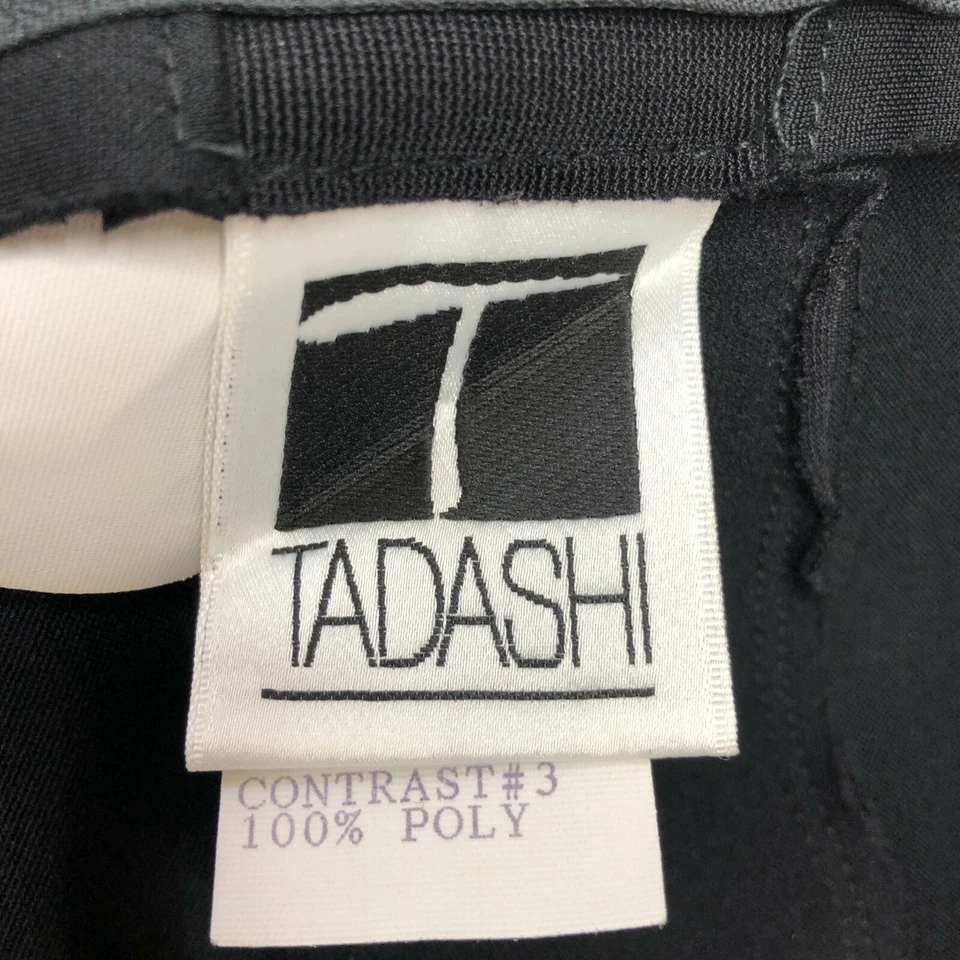 T
TADASHI
CONTRAST#3
100% POLY